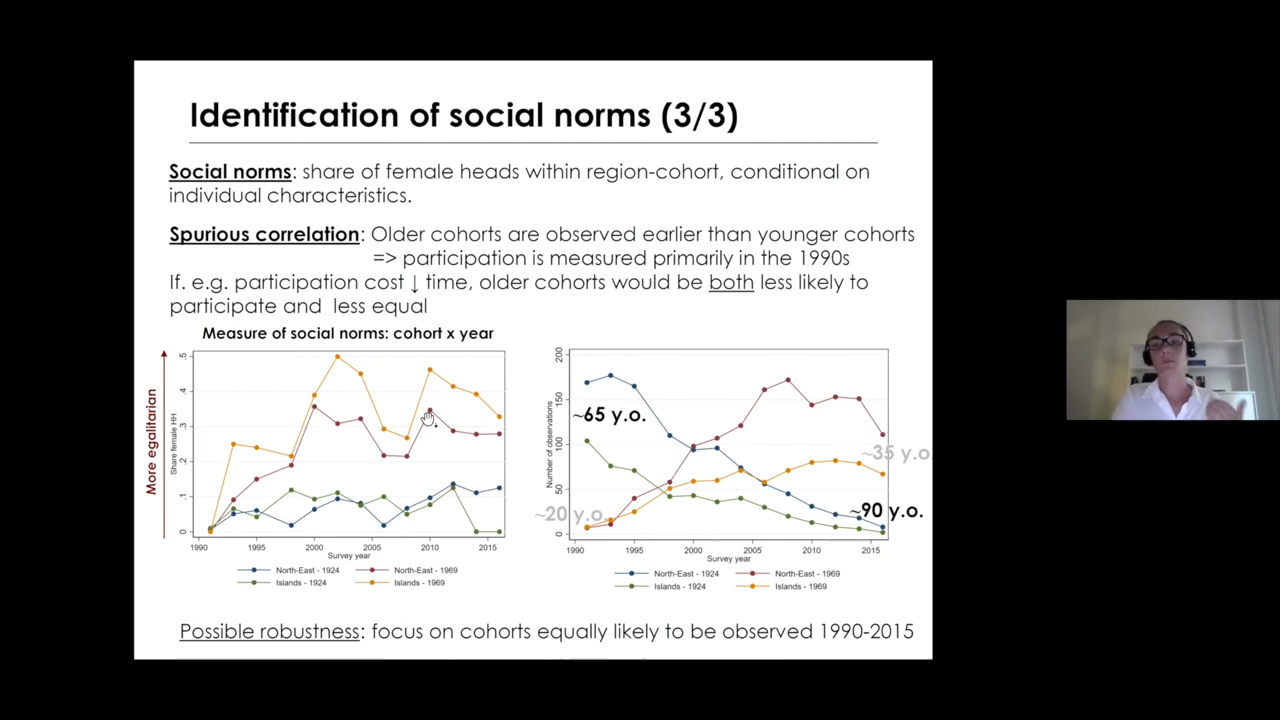 Identification of social norms (3/3)
Social norms: share of female heads within region-cohort, conditional on
individual characteristics.
Spurious correlation: Older cohorts are observed earlier than younger cohorts
=> participation is measured primarily in the 1990s
If. e.g. participation cost ↓ time, older cohorts would be both less likely to
participate and less equal
Measure of social norms: cohort x year
More egalitarian
Share female HH
.5
.4
.3
.2
.1
0
1990 1995 2000 2005 2010 2015
Survey year
North-East - 1924 North-East - 1969
Islands - 1924 Islands - 1969
Number of observations
200
150
100
50
0
~65 y.o.
~35 y.o.
~20 y.o.
~90 y.o.
1990 1995 2000 2005 2010 2015
Survey year
North-East - 1924 North-East - 1969
Islands - 1924 Islands - 1969
Possible robustness: focus on cohorts equally likely to be observed 1990-2015